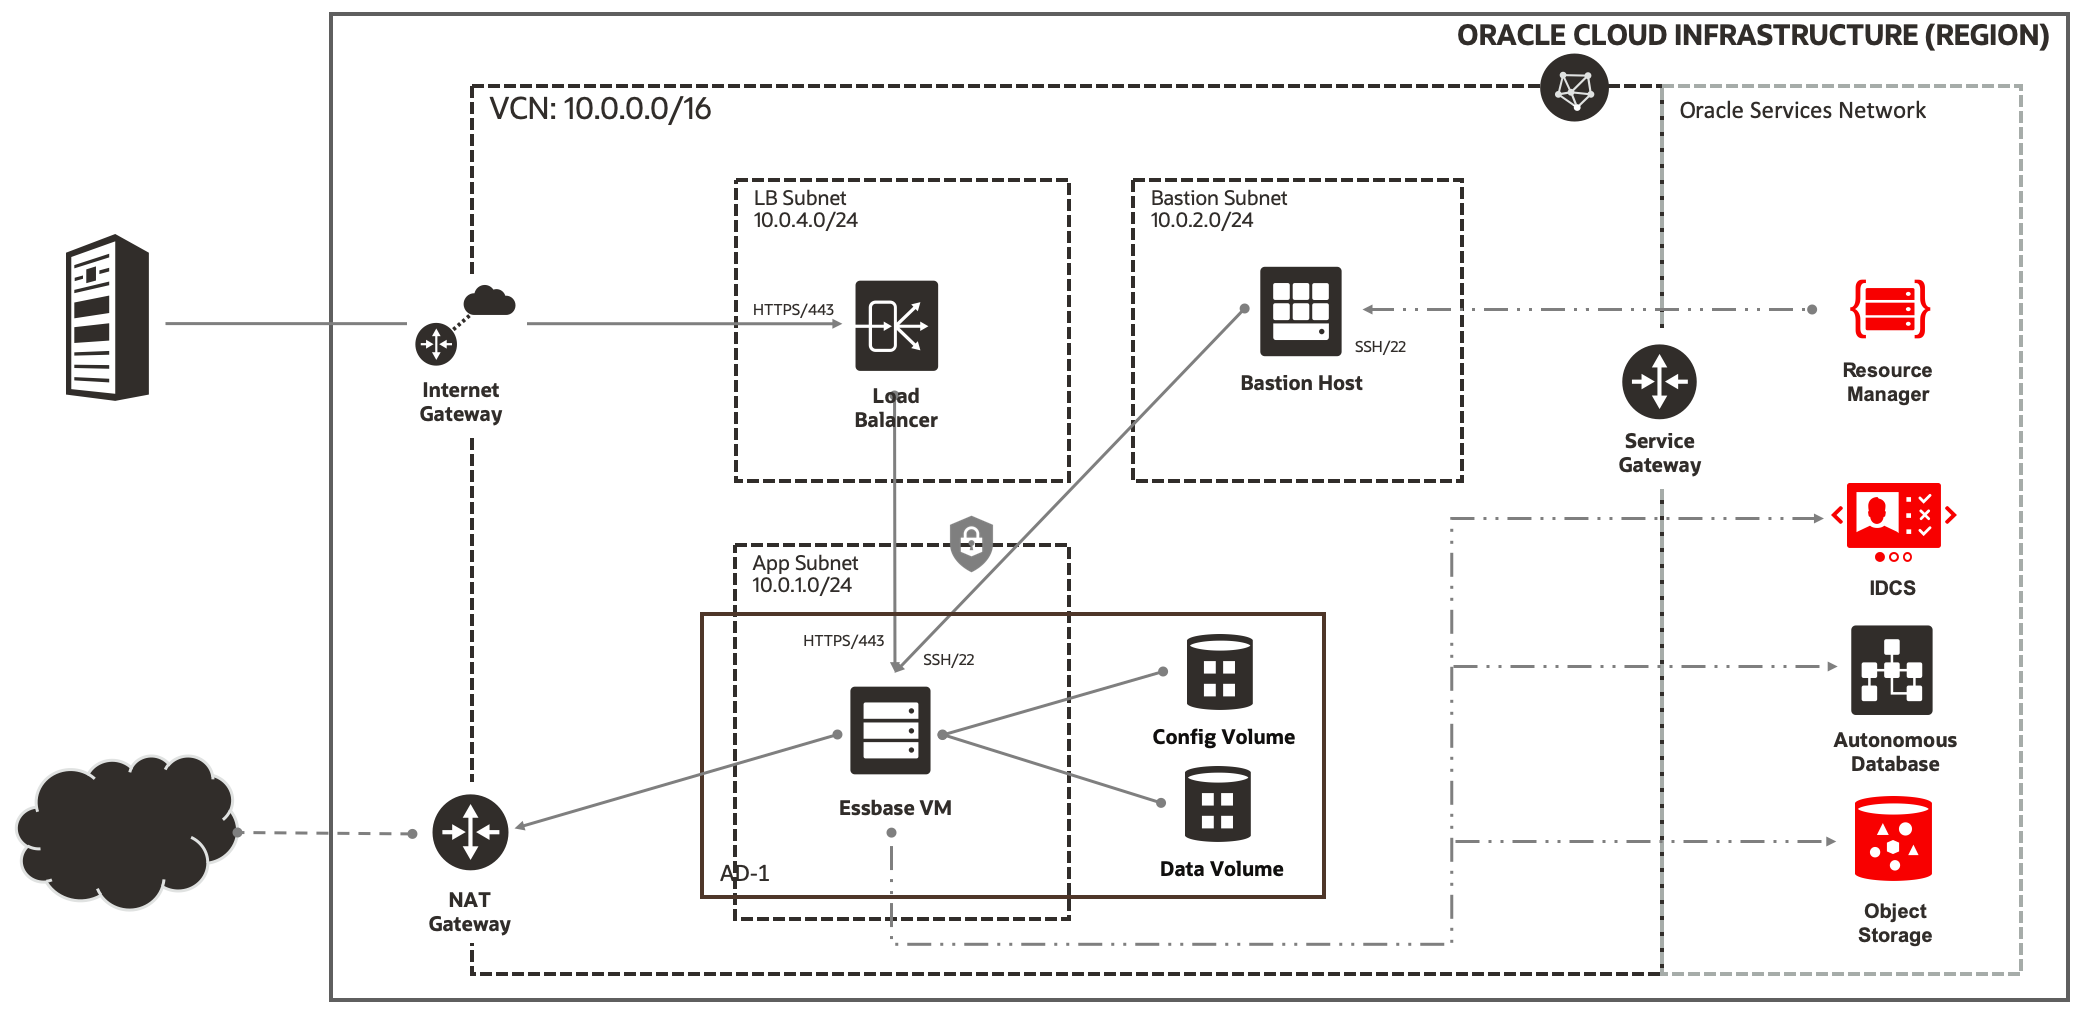 ORACLE CLOUD INFRASTRUCTURE (REGION)
VCN: 10.0.0.0/16
Oracle Services Network
LB Subnet
10.0.4.0/24
Bastion Subnet
10.0.2.0/24
HTTPS/443
SSH/22
Internet
Gateway
Load
Balancer
Bastion Host
Resource
Manager
Service
Gateway
App Subnet
10.0.1.0/24
IDCS
HTTPS/443
SSH/22
Config Volume
Autonomous
Database
Essbase VM
Data Volume
AD-1
NAT
Gateway
Object
Storage